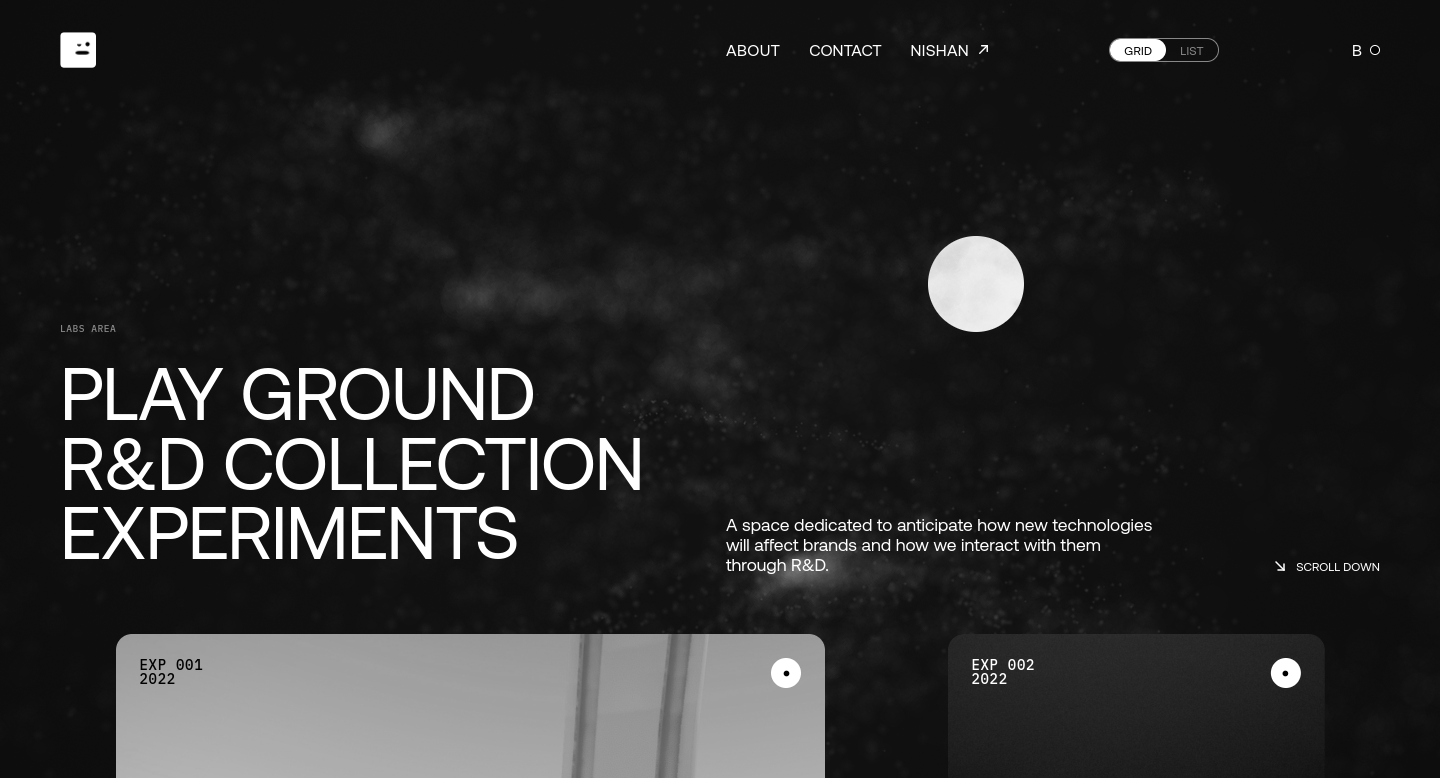 ABOUT CONTACT NISHAN GRID LIST B
LABS AREA
PLAY GROUND
R&D COLLECTION
EXPERIMENTS
A space dedicated to anticipate how new technologies
will affect brands and how we interact with them
through R&D.
SCROLL DOWN
EXP 001
2022
EXP 002
2022